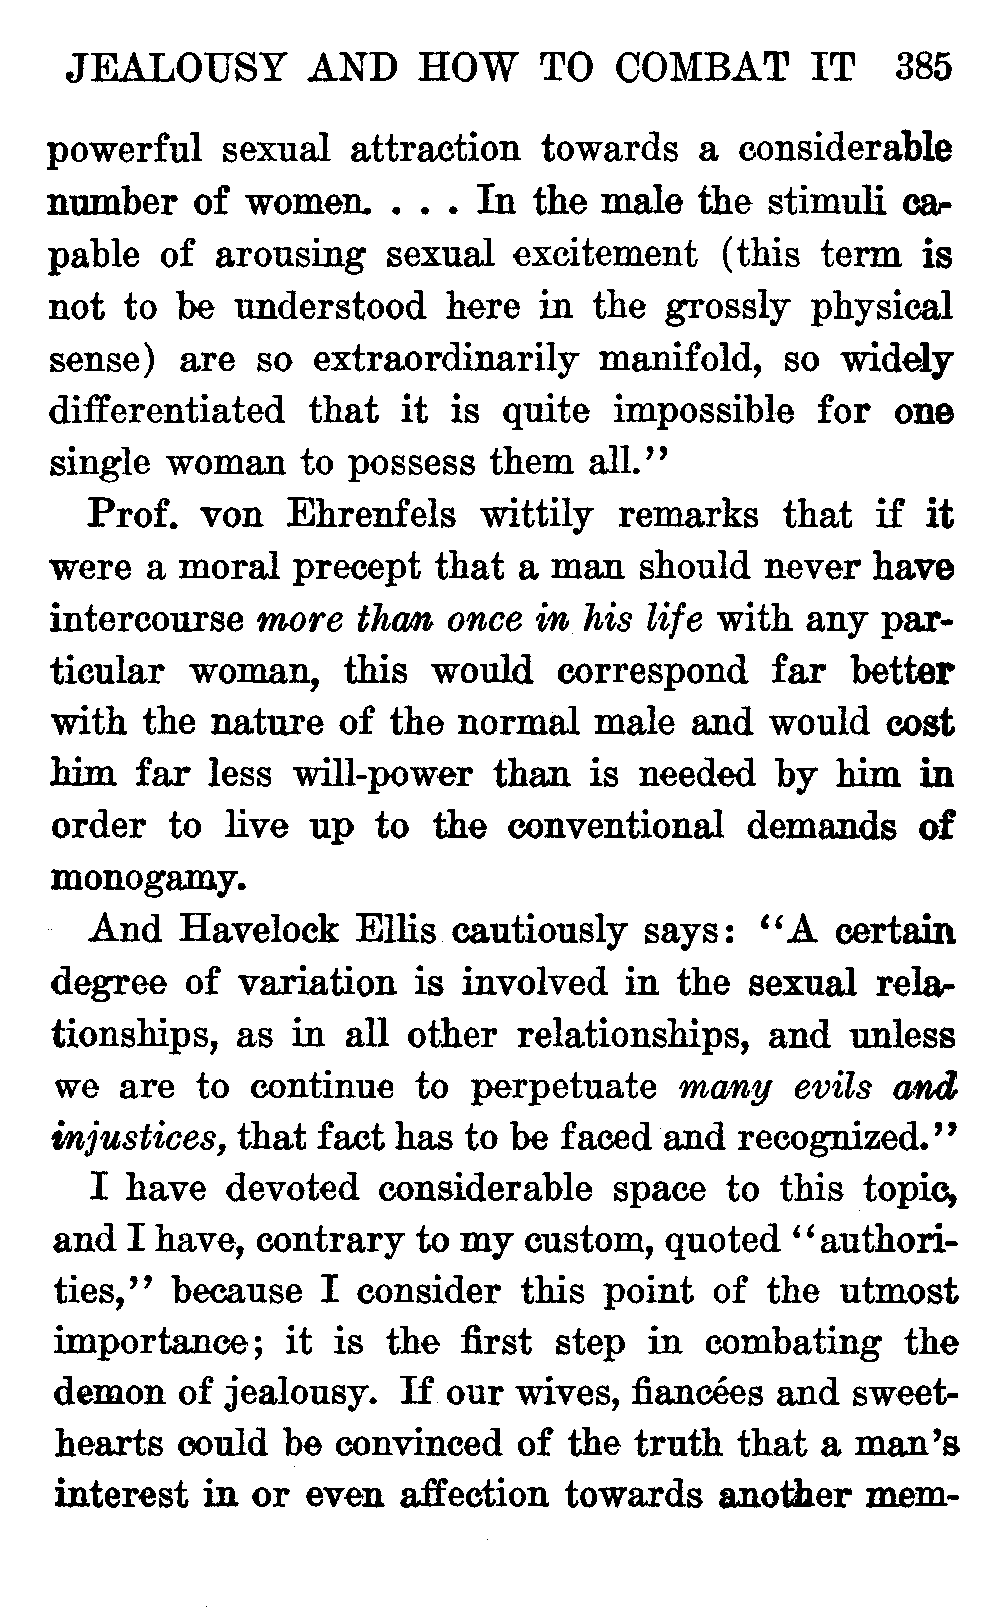 JEALOUSY AND HOW TO COMBAT IT 385
powerful sexual attraction towards a considerable
number of women. . . . In the male the stimuli ca-
pable of arousing sexual excitement (this term is
not to be understood here in the grossly physical
sense) are so extraordinarily manifold, so widely
differentiated that it is quite impossible for one
single woman to possess them all.”
Prof. von Ehrenfels wittily remarks that if it
were a moral precept that a man should never have
intercourse more than once in his life with any par-
ticular woman, this would correspond far better
with the nature of the normal male and would cost
him far less will-power than is needed by him in
order to live up to the conventional demands of
monogamy.
And Havelock Ellis cautiously says: “A certain
degree of variation is involved in the sexual rela-
tionships, as in all other relationships, and unless
we are to continue to perpetuate many evils and
injustices, that fact has to be faced and recognized.”
I have devoted considerable space to this topic,
and I have, contrary to my custom, quoted “authori-
ties,” because I consider this point of the utmost
importance; it is the first step in combating the
demon of jealousy. If our wives, fiancées and sweet-
hearts could be convinced of the truth that a man’s
interest in or even affection towards another mem-